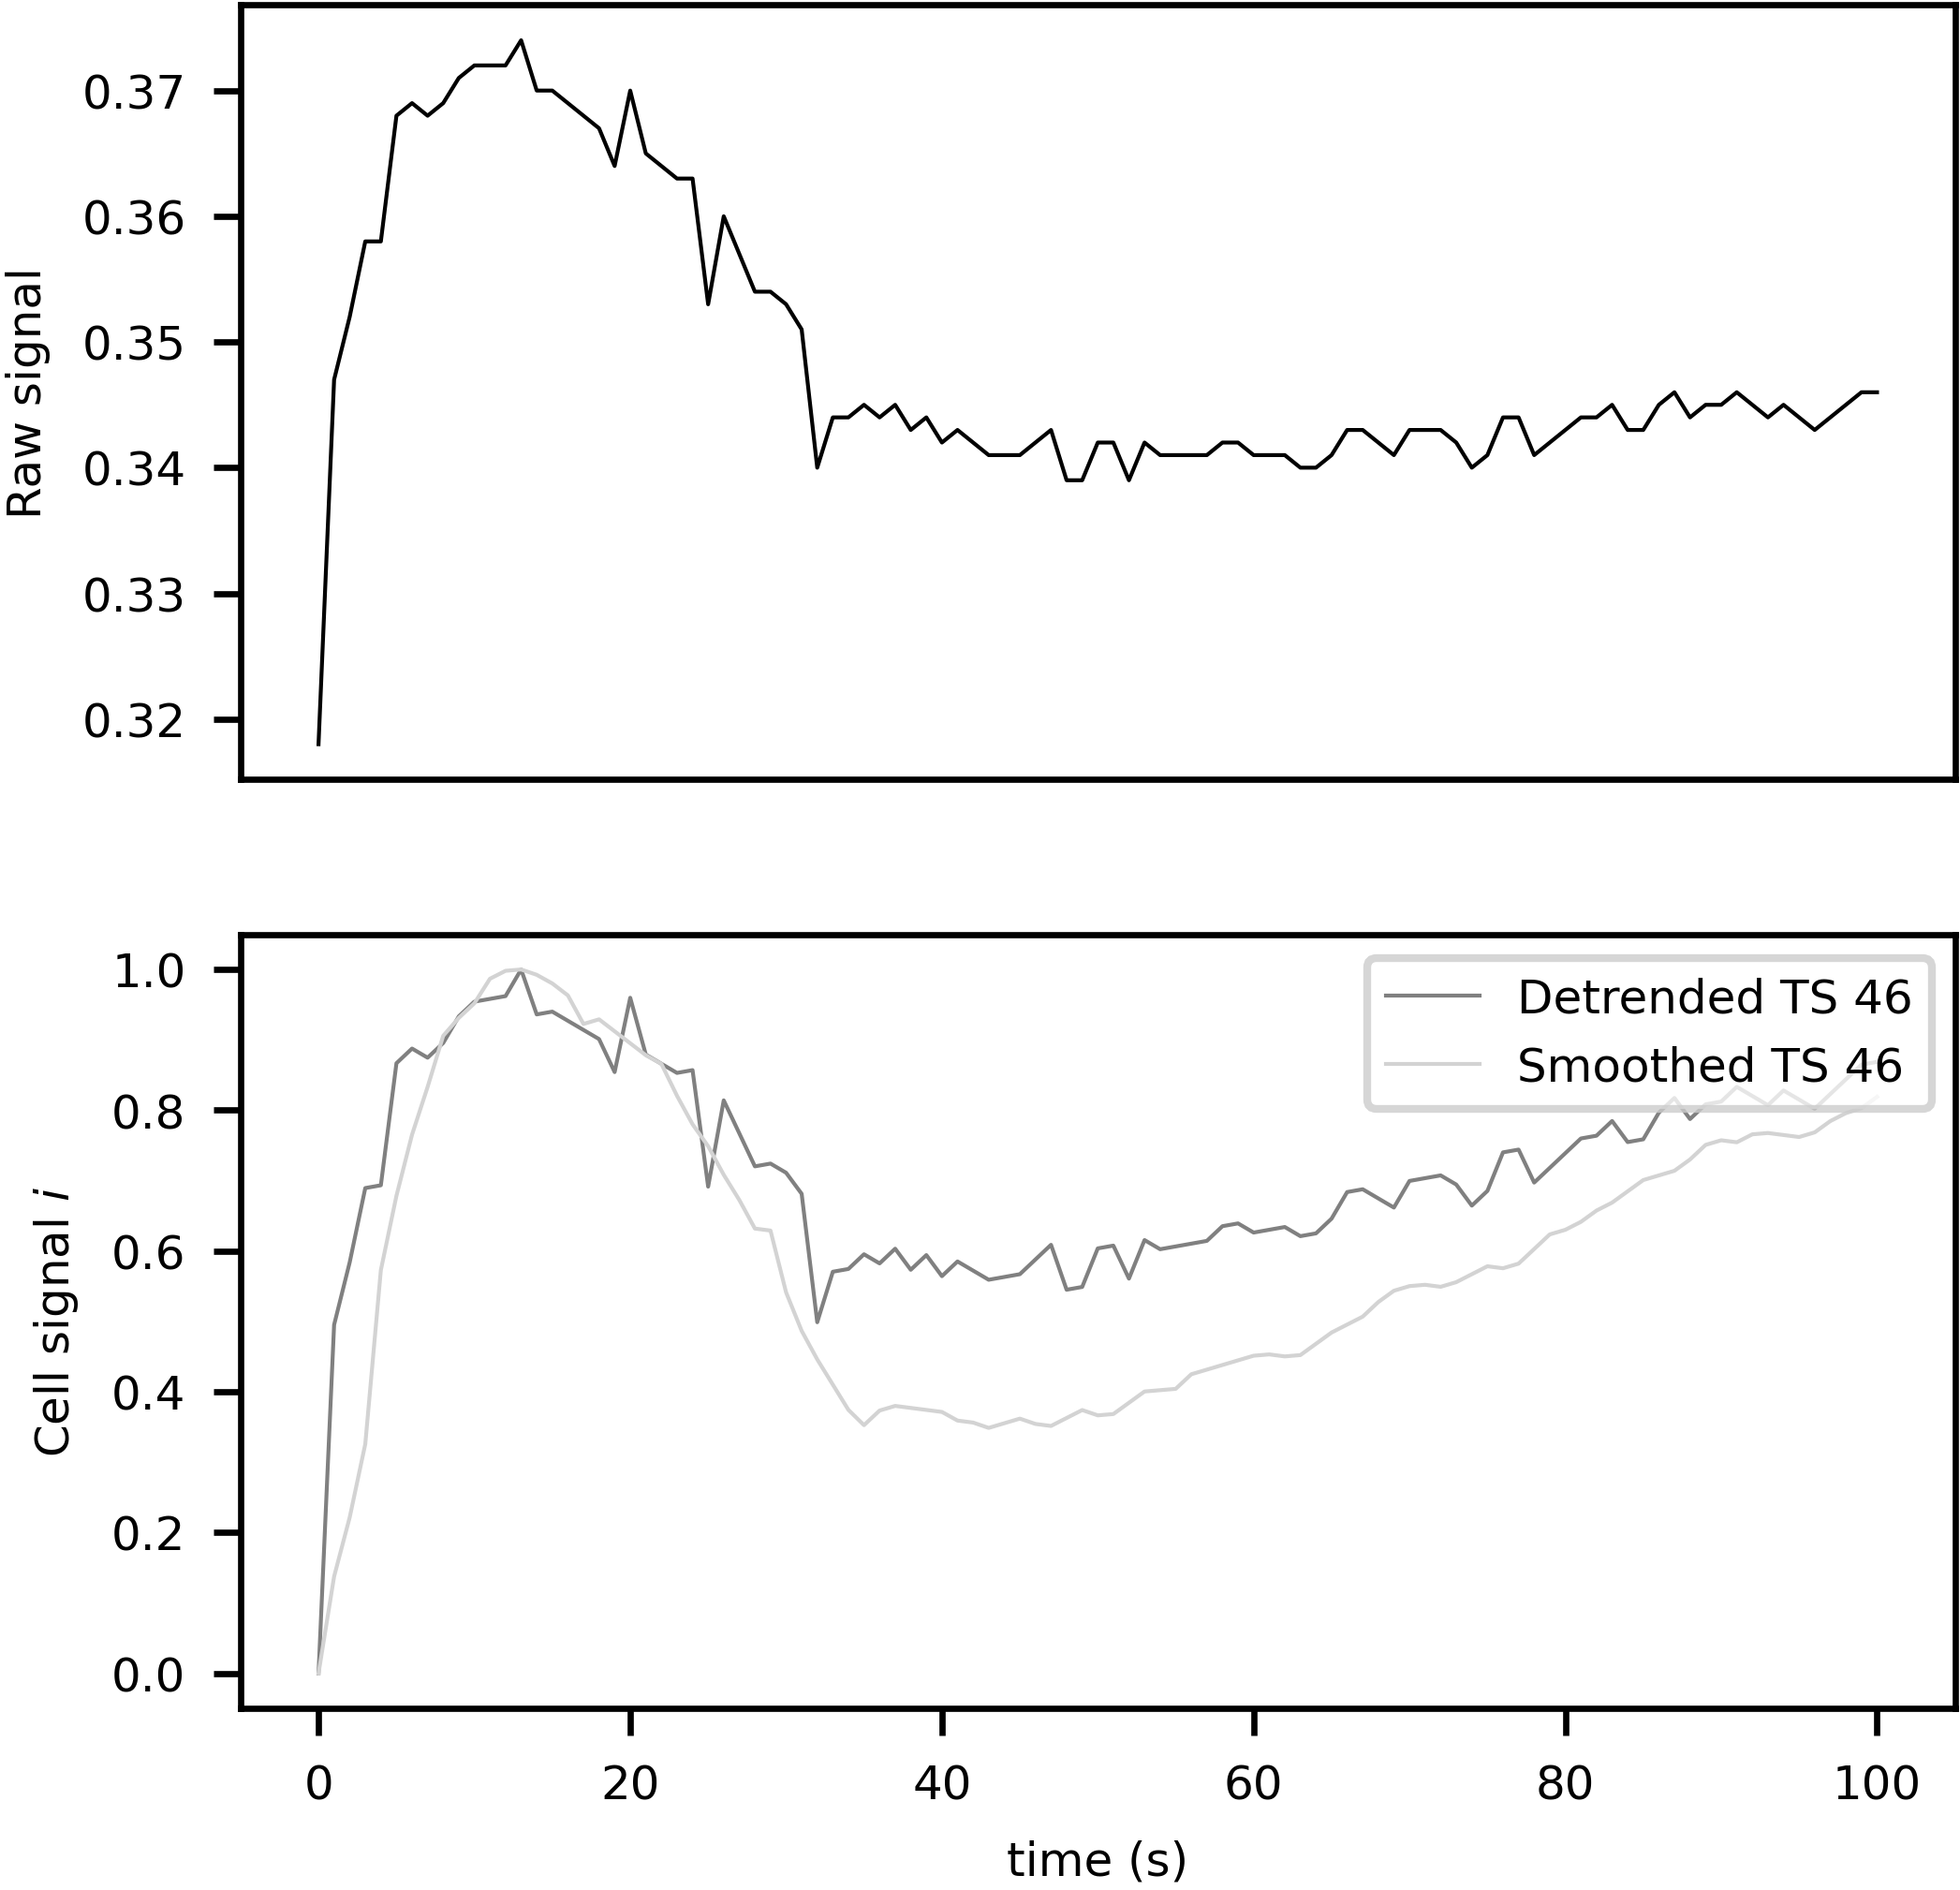 Raw signal
0.37
0.36
0.35
0.34
0.33
0.32
Cell signal i
1.0
0.8
0.6
0.4
0.2
0.0
Detrended TS 46
Smoothed TS 46
0 20 40 60 80 100
time (s)